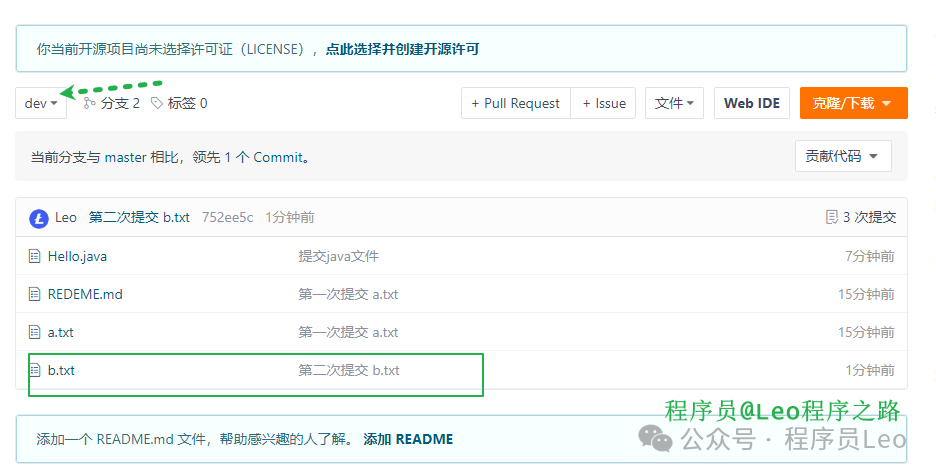 你当前开源项目尚未选择许可证（LICENSE），点此选择并创建开源许可
dev 分支 2 标签 0 + Pull Request + Issue 文件 Web IDE 克隆/下载
当前分支与 master 相比，领先 1 个 Commit。 贡献代码
Leo 第二次提交 b.txt 752ee5c 1分钟前 3 次提交
Hello.java 提交java文件 7分钟前
REDEME.md 第一次提交 a.txt 15分钟前
a.txt 第一次提交 a.txt 15分钟前
b.txt 第二次提交 b.txt 1分钟前
程序员@Leo程序之路
添加一个 README.md 文件，帮助感兴趣的人了解。 添加 README
公众号 · 程序员Leo